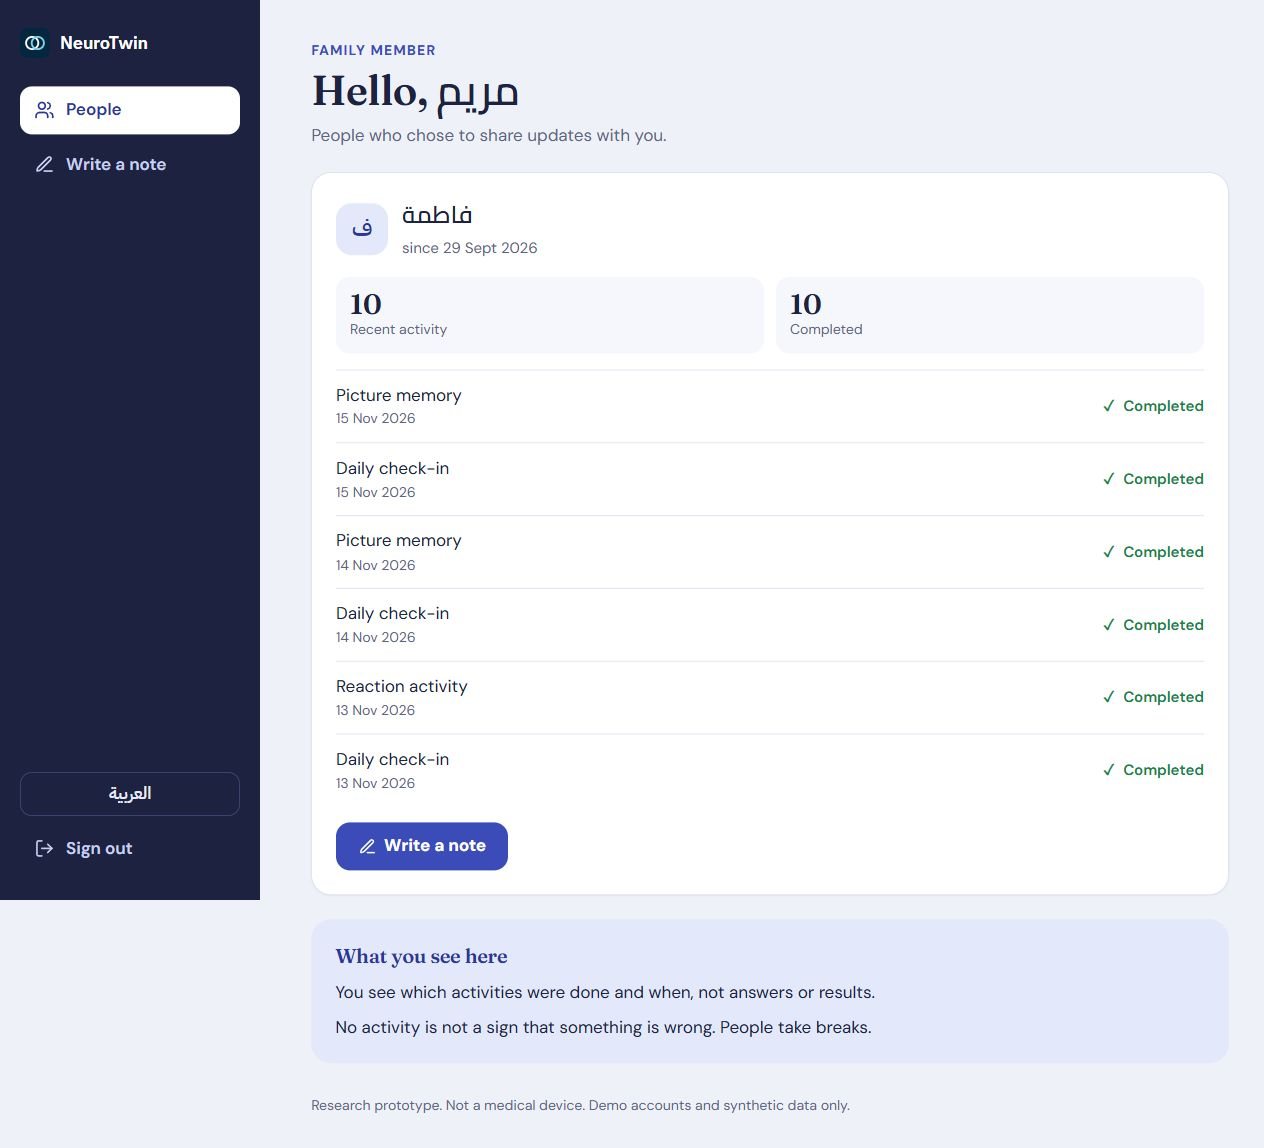 NeuroTwin
People
Write a note
العربية
Sign out
FAMILY MEMBER
Hello, مريم
People who chose to share updates with you.
ف
فاطمة
since 29 Sept 2026
10
Recent activity
10
Completed
Picture memory
15 Nov 2026
✓ Completed
Daily check-in
15 Nov 2026
✓ Completed
Picture memory
14 Nov 2026
✓ Completed
Daily check-in
14 Nov 2026
✓ Completed
Reaction activity
13 Nov 2026
✓ Completed
Daily check-in
13 Nov 2026
✓ Completed
Write a note
What you see here
You see which activities were done and when, not answers or results.
No activity is not a sign that something is wrong. People take breaks.
Research prototype. Not a medical device. Demo accounts and synthetic data only.